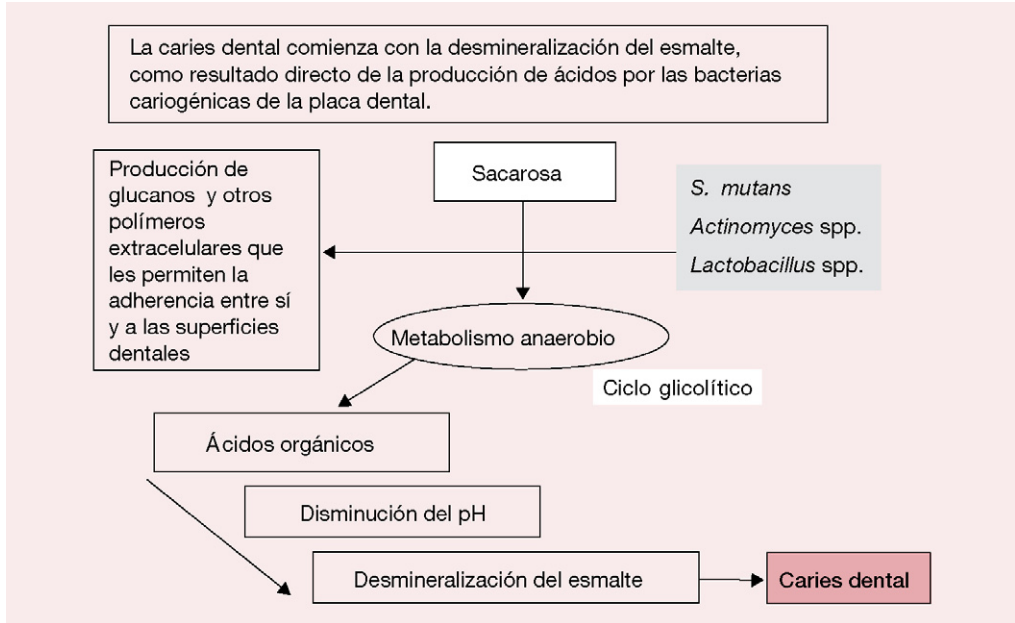 La caries dental comienza con la desmineralización del esmalte,
como resultado directo de la producción de ácidos por las bacterias
cariogénicas de la placa dental.
Producción de
glucanos y otros
polímeros
extracelulares que
les permiten la
adherencia entre sí
y a las superficies
dentales
Sacarosa
S. mutans
Actinomyces spp.
Lactobacillus spp.
Metabolismo anaerobio
Ciclo glicolítico
Ácidos orgánicos
Disminución del pH
Desmineralización del esmalte
Caries dental